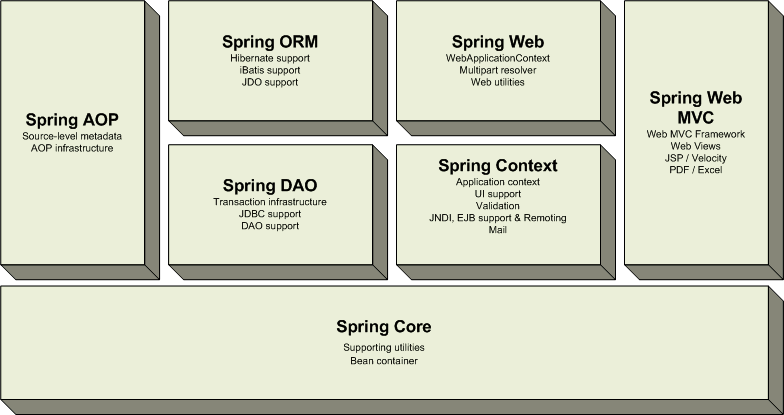 Spring AOP
Source-level metadata
AOP infrastructure
Spring ORM
Hibernate support
iBatis support
JDO support
Spring DAO
Transaction infrastructure
JDBC support
DAO support
Spring Web
WebApplicationContext
Multipart resolver
Web utilities
Spring Context
Application context
UI support
Validation
JNDI, EJB support & Remoting
Mail
Spring Web
MVC
Web MVC Framework
Web Views
JSP / Velocity
PDF / Excel
Spring Core
Supporting utilities
Bean container